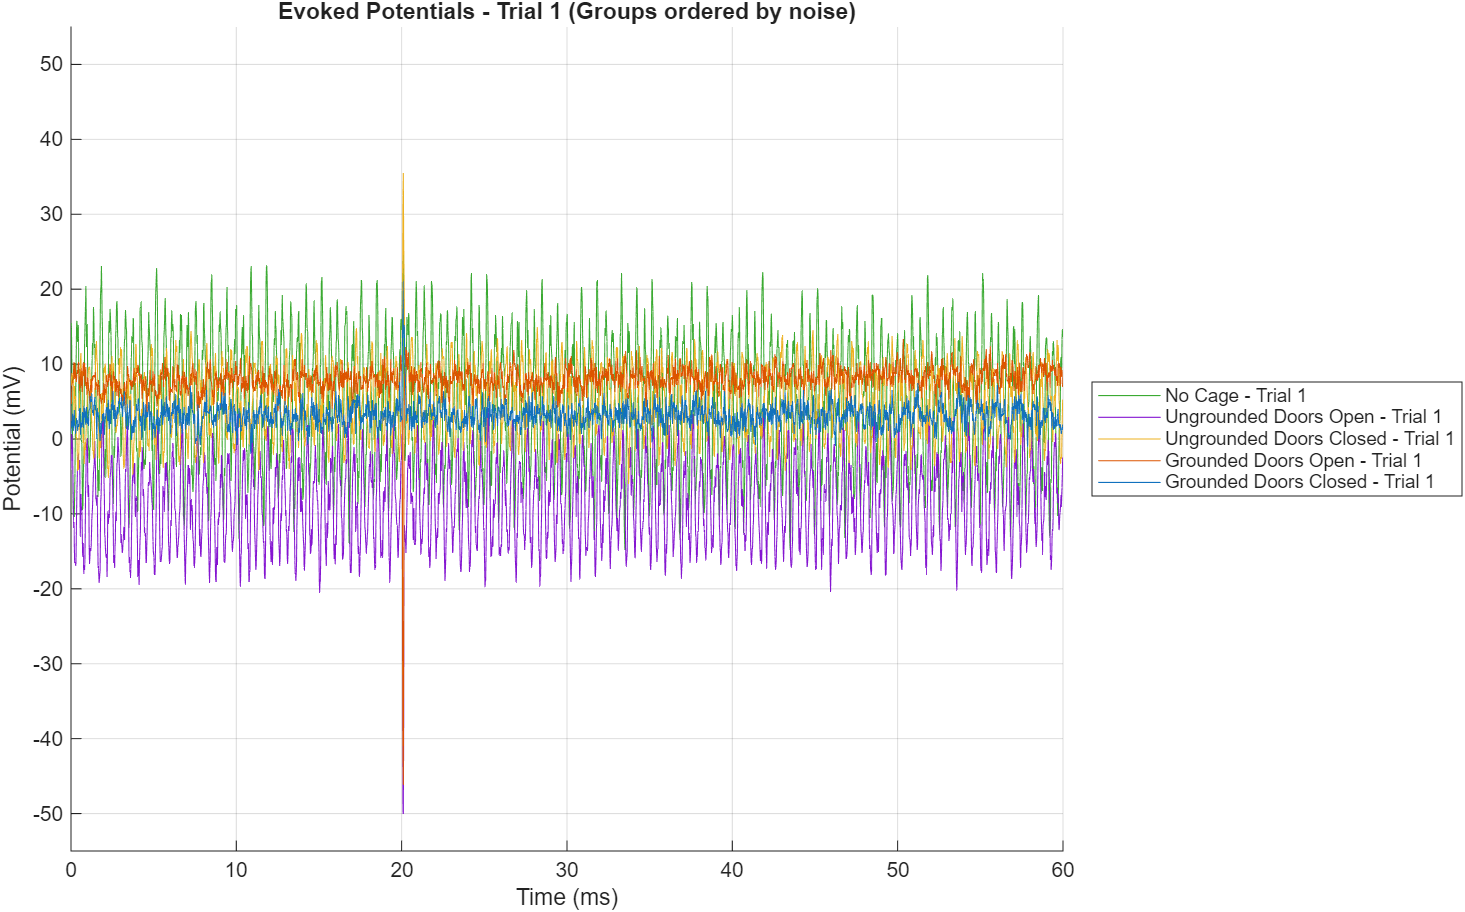 Evoked Potentials - Trial 1 (Groups ordered by noise)
Potential (mV)
50
40
30
20
10
0
-10
-20
-30
-40
-50
0 10 20 30 40 50 60
Time (ms)
No Cage - Trial 1
Ungrounded Doors Open - Trial 1
Ungrounded Doors Closed - Trial 1
Grounded Doors Open - Trial 1
Grounded Doors Closed - Trial 1